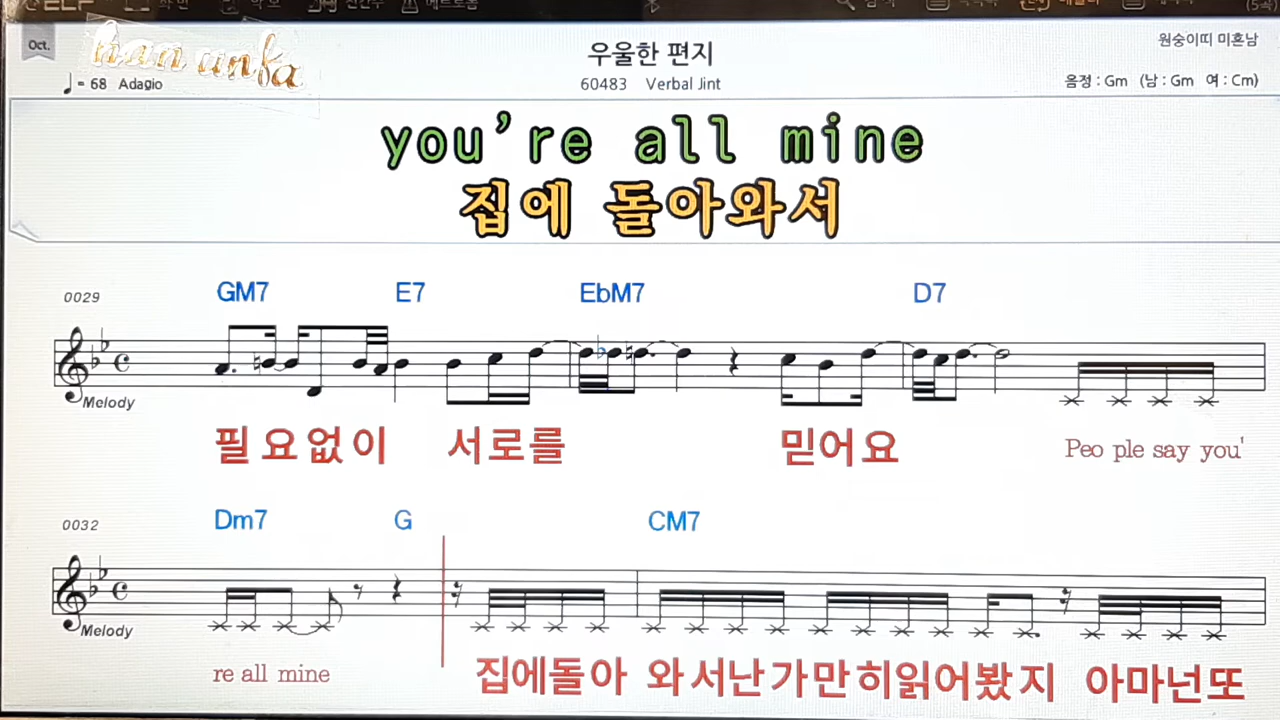 Oct.
han unfa
우울한 편지
원숭이띠 미혼남
♩= 68 Adagio
60483 Verbal Jint
음정 : Gm (남 : Gm 여 : Cm)
you're all mine
집에 돌아와서
0029
GM7 E7 EbM7 D7
Melody
필 요 없 이 서로를 믿어요 Peo ple say you'
0032
Dm7 G CM7
Melody
re all mine 집에돌아 와서난가만히읽어봤지 아마넌또